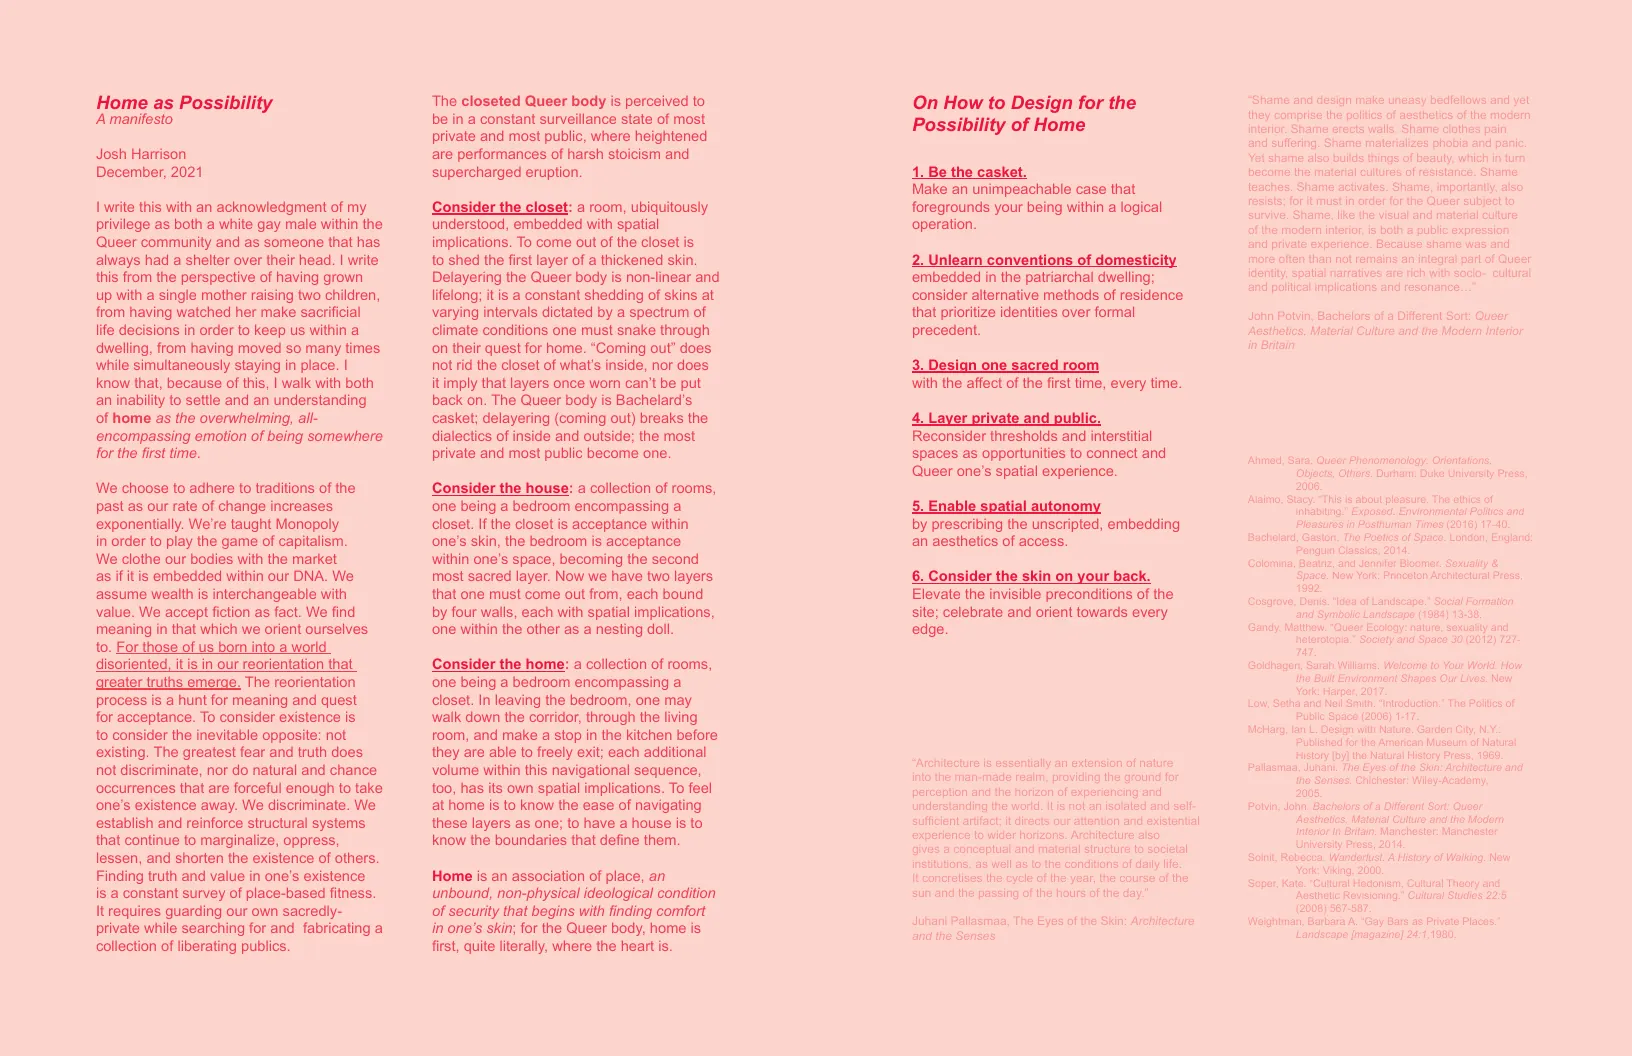 Home as Possibility
A manifesto
Josh Harrison
December, 2021
I write this with an acknowledgment of my
privilege as both a white gay male within the
Queer community and as someone that has
always had a shelter over their head. I write
this from the perspective of having grown
up with a single mother raising two children,
from having watched her make sacrificial
life decisions in order to keep us within a
dwelling, from having moved so many times
while simultaneously staying in place. I
know that, because of this, I walk with both
an inability to settle and an understanding
of home as the overwhelming, all-
encompassing emotion of being somewhere
for the first time.
We choose to adhere to traditions of the
past as our rate of change increases
exponentially. We’re taught Monopoly
in order to play the game of capitalism.
We clothe our bodies with the market
as if it is embedded within our DNA. We
assume wealth is interchangeable with
value. We accept fiction as fact. We find
meaning in that which we orient ourselves
to. For those of us born into a world
disoriented, it is in our reorientation that
greater truths emerge. The reorientation
process is a hunt for meaning and quest
for acceptance. To consider existence is
to consider the inevitable opposite: not
existing. The greatest fear and truth does
not discriminate, nor do natural and chance
occurrences that are forceful enough to take
one’s existence away. We discriminate. We
establish and reinforce structural systems
that continue to marginalize, oppress,
lessen, and shorten the existence of others.
Finding truth and value in one’s existence
is a constant survey of place-based fitness.
It requires guarding our own sacredly-
private while searching for and  fabricating a
collection of liberating publics.
The closeted Queer body is perceived to
be in a constant surveillance state of most
private and most public, where heightened
are performances of harsh stoicism and
supercharged eruption.
Consider the closet: a room, ubiquitously
understood, embedded with spatial
implications. To come out of the closet is
to shed the first layer of a thickened skin.
Delayering the Queer body is non-linear and
lifelong; it is a constant shedding of skins at
varying intervals dictated by a spectrum of
climate conditions one must snake through
on their quest for home. “Coming out” does
not rid the closet of what’s inside, nor does
it imply that layers once worn can’t be put
back on. The Queer body is Bachelard’s
casket; delayering (coming out) breaks the
dialectics of inside and outside; the most
private and most public become one.
Consider the house: a collection of rooms,
one being a bedroom encompassing a
closet. If the closet is acceptance within
one’s skin, the bedroom is acceptance
within one’s space, becoming the second
most sacred layer. Now we have two layers
that one must come out from, each bound
by four walls, each with spatial implications,
one within the other as a nesting doll.
Consider the home: a collection of rooms,
one being a bedroom encompassing a
closet. In leaving the bedroom, one may
walk down the corridor, through the living
room, and make a stop in the kitchen before
they are able to freely exit; each additional
volume within this navigational sequence,
too, has its own spatial implications. To feel
at home is to know the ease of navigating
these layers as one; to have a house is to
know the boundaries that define them.
Home is an association of place, an
unbound, non-physical ideological condition
of security that begins with finding comfort
in one’s skin; for the Queer body, home is
first, quite literally, where the heart is.
On How to Design for the
Possibility of Home
1. Be the casket.
Make an unimpeachable case that
foregrounds your being within a logical
operation.
2. Unlearn conventions of domesticity
embedded in the patriarchal dwelling;
consider alternative methods of residence
that prioritize identities over formal
precedent.
3. Design one sacred room
with the affect of the first time, every time.
4. Layer private and public.
Reconsider thresholds and interstitial
spaces as opportunities to connect and
Queer one’s spatial experience.
5. Enable spatial autonomy
by prescribing the unscripted, embedding
an aesthetics of access.
6. Consider the skin on your back.
Elevate the invisible preconditions of the
site; celebrate and orient towards every
edge.
“Architecture is essentially an extension of nature
into the man-made realm, providing the ground for
perception and the horizon of experiencing and
understanding the world. It is not an isolated and self-
sufficient artifact; it directs our attention and existential
experience to wider horizons. Architecture also
gives a conceptual and material structure to societal
institutions, as well as to the conditions of daily life.
It concretises the cycle of the year, the course of the
sun and the passing of the hours of the day.”
Juhani Pallasmaa, The Eyes of the Skin: Architecture
and the Senses
“Shame and design make uneasy bedfellows and yet
they comprise the politics of aesthetics of the modern
interior. Shame erects walls. Shame clothes pain
and suffering. Shame materializes phobia and panic.
Yet shame also builds things of beauty, which in turn
become the material cultures of resistance. Shame
teaches. Shame activates. Shame, importantly, also
resists; for it must in order for the Queer subject to
survive. Shame, like the visual and material culture
of the modern interior, is both a public expression
and private experience. Because shame was and
more often than not remains an integral part of Queer
identity, spatial narratives are rich with socio-  cultural
and political implications and resonance…”
John Potvin, Bachelors of a Different Sort: Queer
Aesthetics, Material Culture and the Modern Interior
in Britain
Ahmed, Sara. Queer Phenomenology: Orientations,
Objects, Others. Durham: Duke University Press,
2006.
Alaimo, Stacy. “This is about pleasure. The ethics of
inhabiting.” Exposed. Environmental Politics and
Pleasures in Posthuman Times (2016) 17-40.
Bachelard, Gaston. The Poetics of Space. London, England:
Penguin Classics, 2014.
Colomina, Beatriz, and Jennifer Bloomer. Sexuality &
Space. New York: Princeton Architectural Press,
1992.
Cosgrove, Denis. “Idea of Landscape.” Social Formation
and Symbolic Landscape (1984) 13-38.
Gandy, Matthew. “Queer Ecology: nature, sexuality and
heterotopia.” Society and Space 30 (2012) 727-
747.
Goldhagen, Sarah Williams. Welcome to Your World: How
the Built Environment Shapes Our Lives. New
York: Harper, 2017.
Low, Setha and Neil Smith. “Introduction.” The Politics of
Public Space (2006) 1-17.
McHarg, Ian L. Design with Nature. Garden City, N.Y.:
Published for the American Museum of Natural
History [by] the Natural History Press, 1969.
Pallasmaa, Juhani. The Eyes of the Skin: Architecture and
the Senses. Chichester: Wiley-Academy,
2005.
Potvin, John. Bachelors of a Different Sort: Queer
Aesthetics, Material Culture and the Modern
Interior in Britain. Manchester: Manchester
University Press, 2014.
Solnit, Rebecca. Wanderlust: A History of Walking. New
York: Viking, 2000.
Soper, Kate. “Cultural Hedonism, Cultural Theory and
Aesthetic Revisioning.” Cultural Studies 22:5
(2008) 567-587.
Weightman, Barbara A. “Gay Bars as Private Places.”
Landscape [magazine] 24:1,1980.